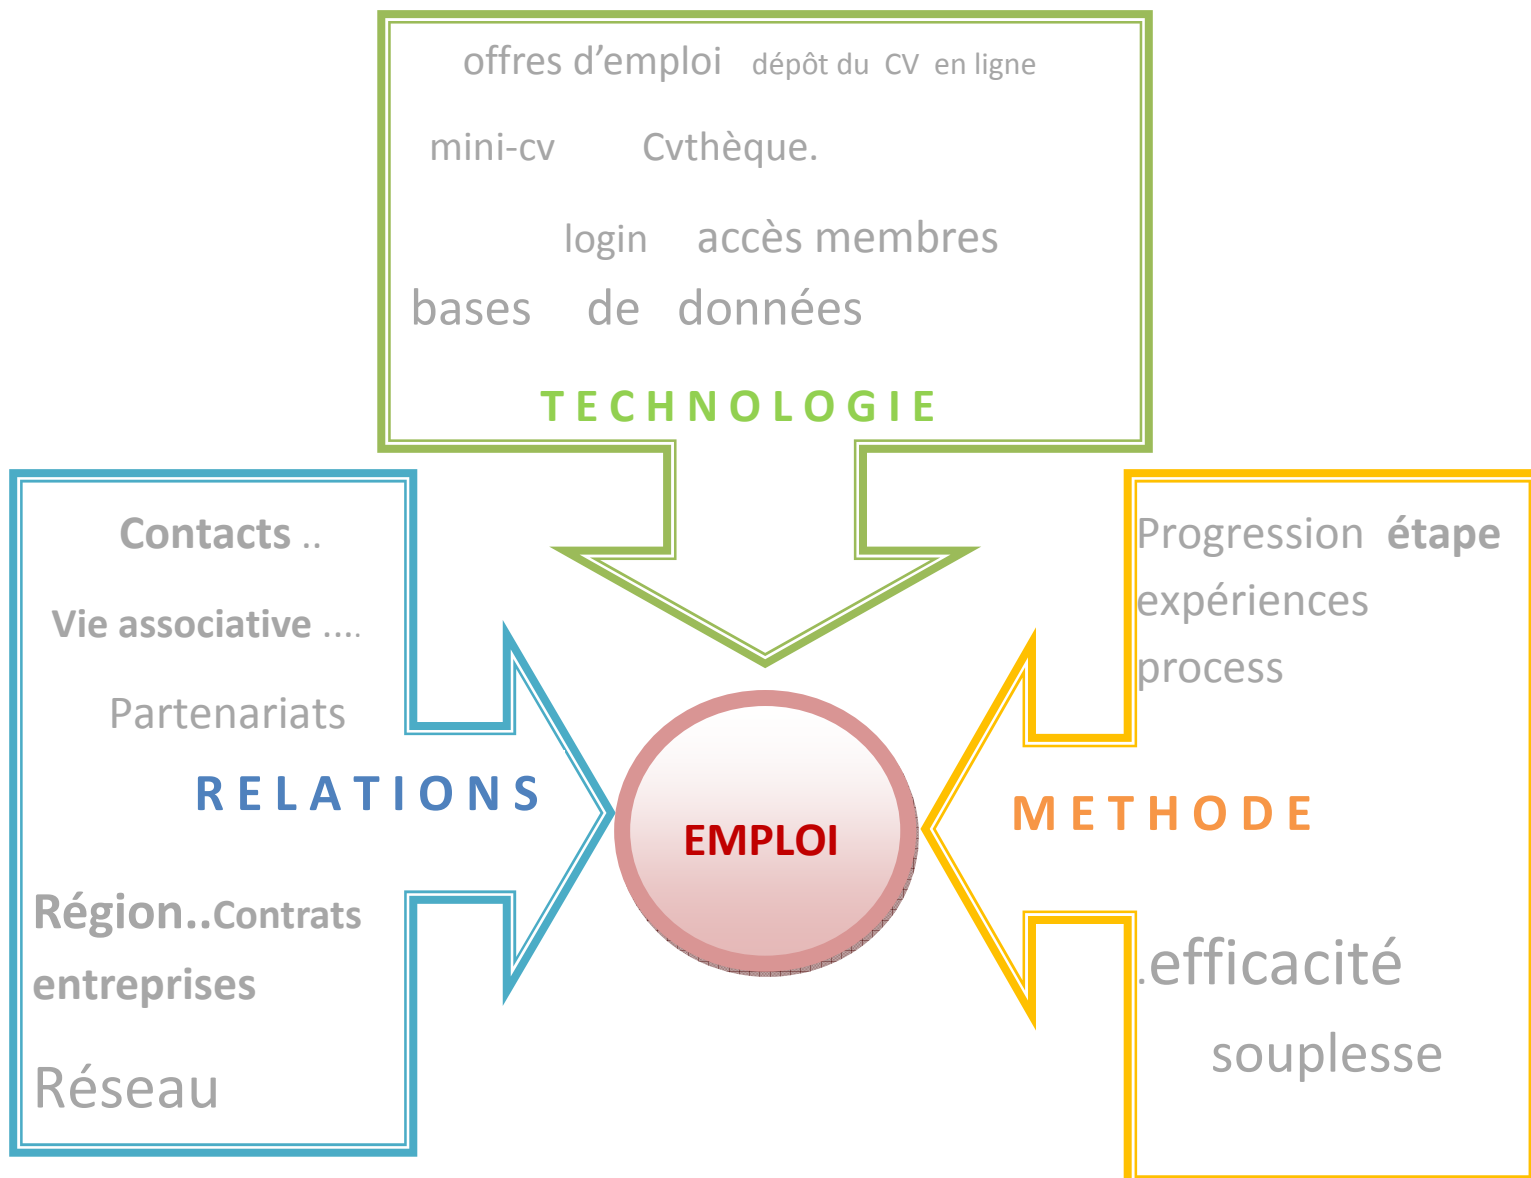 offres d’emploi dépôt du CV en ligne
mini-cv Cvthèque.
login accès membres
bases de données
TECHNOLOGIE
Contacts ..
Vie associative ....
Partenariats
RELATIONS
Région..Contrats
entreprises
Réseau
EMPLOI
Progression étape
expériences
process
METHODE
.efficacité
souplesse